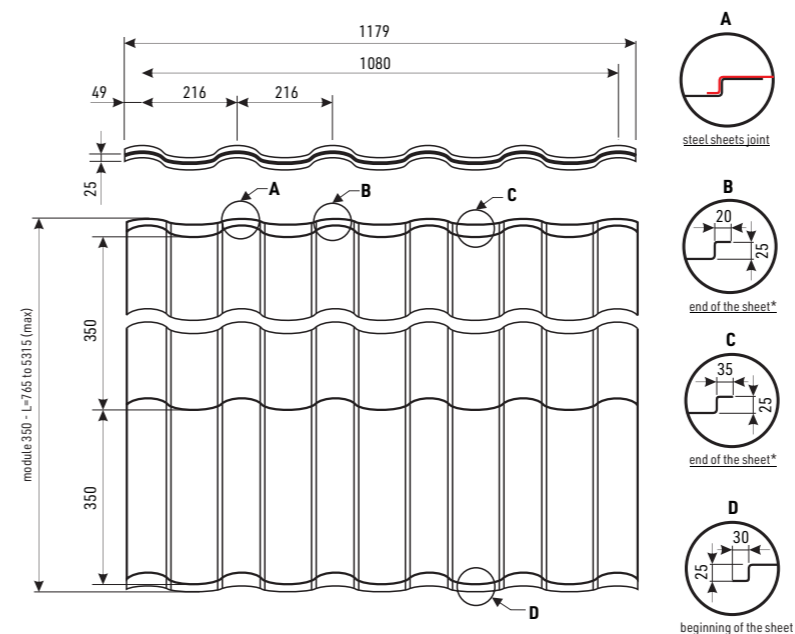 1179
1080
49
216
216
25
A
B
C
350
350
module 350 - L=765 to 5315 (max)
D
A
steel sheets joint
B
20
25
end of the sheet*
C
35
25
end of the sheet*
D
30
25
beginning of the sheet